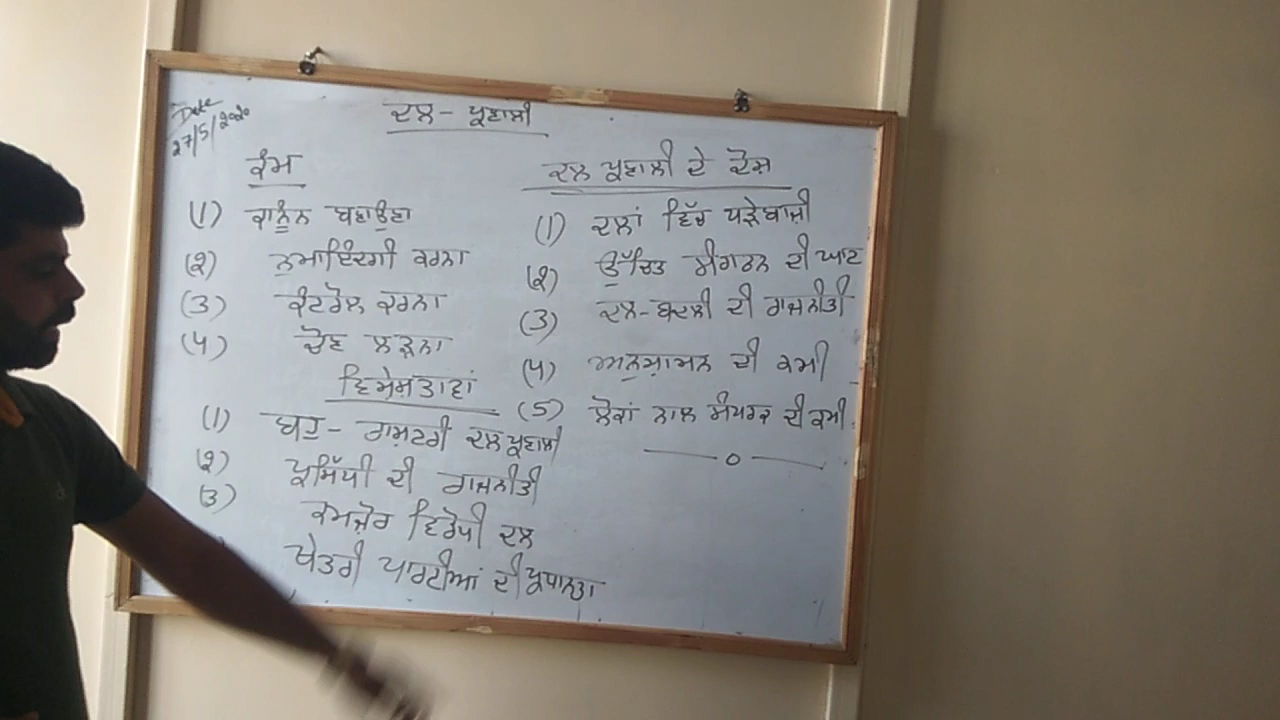 Date
27/5/2020
ਦਲ - ਪ੍ਰਣਾਲੀ
ਕੰਮ
(1) ਕਾਨੂੰਨ ਬਣਾਉਣਾ
(2) ਨੁਮਾਇੰਦਗੀ ਕਰਨਾ
(3) ਕੰਟਰੋਲ ਕਰਨਾ
(4) ਚੋਣ ਲੜਨਾ
ਵਿਸ਼ੇਸ਼ਤਾਵਾਂ
(1) ਬਹੁ - ਰਾਸ਼ਟਰੀ ਦਲ ਪ੍ਰਣਾਲੀ
(2) ਪ੍ਰਸਿੱਧੀ ਦੀ ਰਾਜਨੀਤੀ
(3) ਕਮਜ਼ੋਰ ਵਿਰੋਧੀ ਦਲ
ਖੇਤਰੀ ਪਾਰਟੀਆਂ ਦੀ ਪ੍ਰਧਾਨਤਾ
ਦਲ ਪ੍ਰਣਾਲੀ ਦੇ ਦੋਸ਼
(1) ਦਲਾਂ ਵਿੱਚ ਧੜੇਬਾਜ਼ੀ
(2) ਉੱਚਿਤ ਸੰਗਠਨ ਦੀ ਘਾਟ
(3) ਦਲ-ਬਦਲੀ ਦੀ ਰਾਜਨੀਤੀ
(4) ਅਨੁਸ਼ਾਸਨ ਦੀ ਕਮੀ
(5) ਲੋਕਾਂ ਨਾਲ ਸੰਪਰਕ ਦੀ ਕਮੀ.